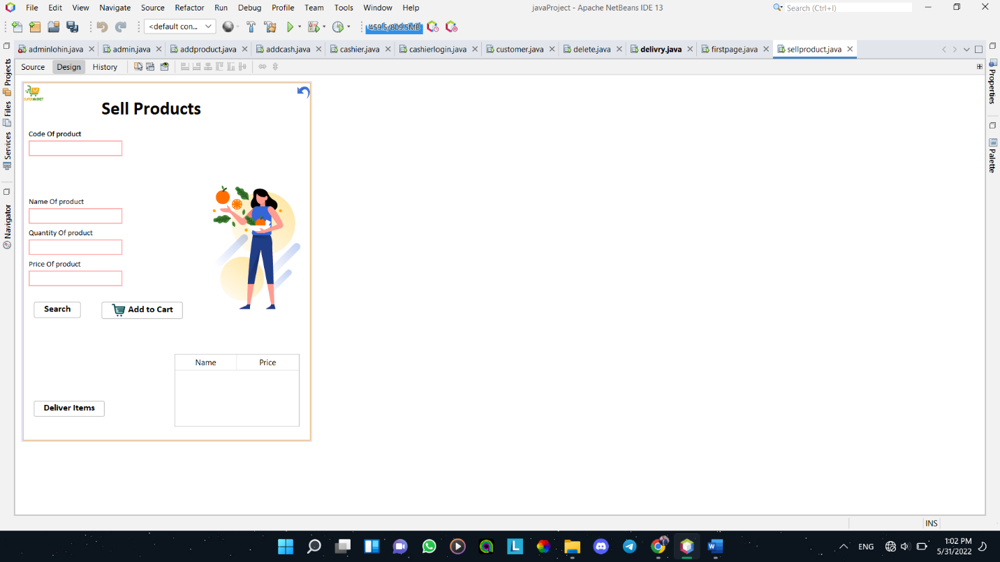 File Edit View Navigate Source Refactor Run Debug Profile Team Tools Window Help
javaProject - Apache NetBeans IDE 13
Search (Ctrl+I)
<default con...
459.5/809.5MB
adminlohin.java
admin.java
addproduct.java
addcash.java
cashier.java
cashierlogin.java
customer.java
delete.java
delivry.java
firstpage.java
sellproduct.java
Source Design History
Projects
Files
Services
Navigator
Properties
Palette
SUPERMARKET
Sell Products
Code Of product
Name Of product
Quantity Of product
Price Of product
Search
Add to Cart
Name Price
Deliver Items
INS
L
W
ENG
1:02 PM
5/31/2022